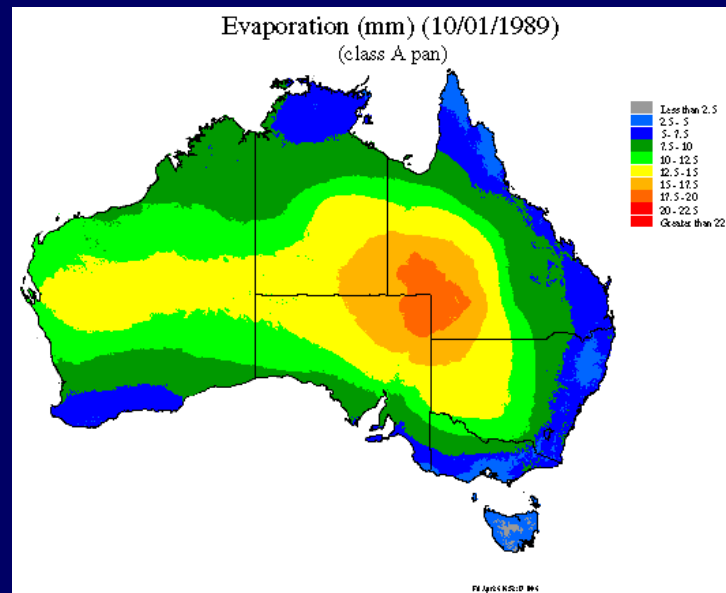 Evaporation (mm) (10/01/1989)
(class A pan)
Less than 2.5
2.5 - 5
5 - 7.5
7.5 - 10
10 - 12.5
12.5 - 15
15 - 17.5
17.5 - 20
20 - 22.5
Greater than 22